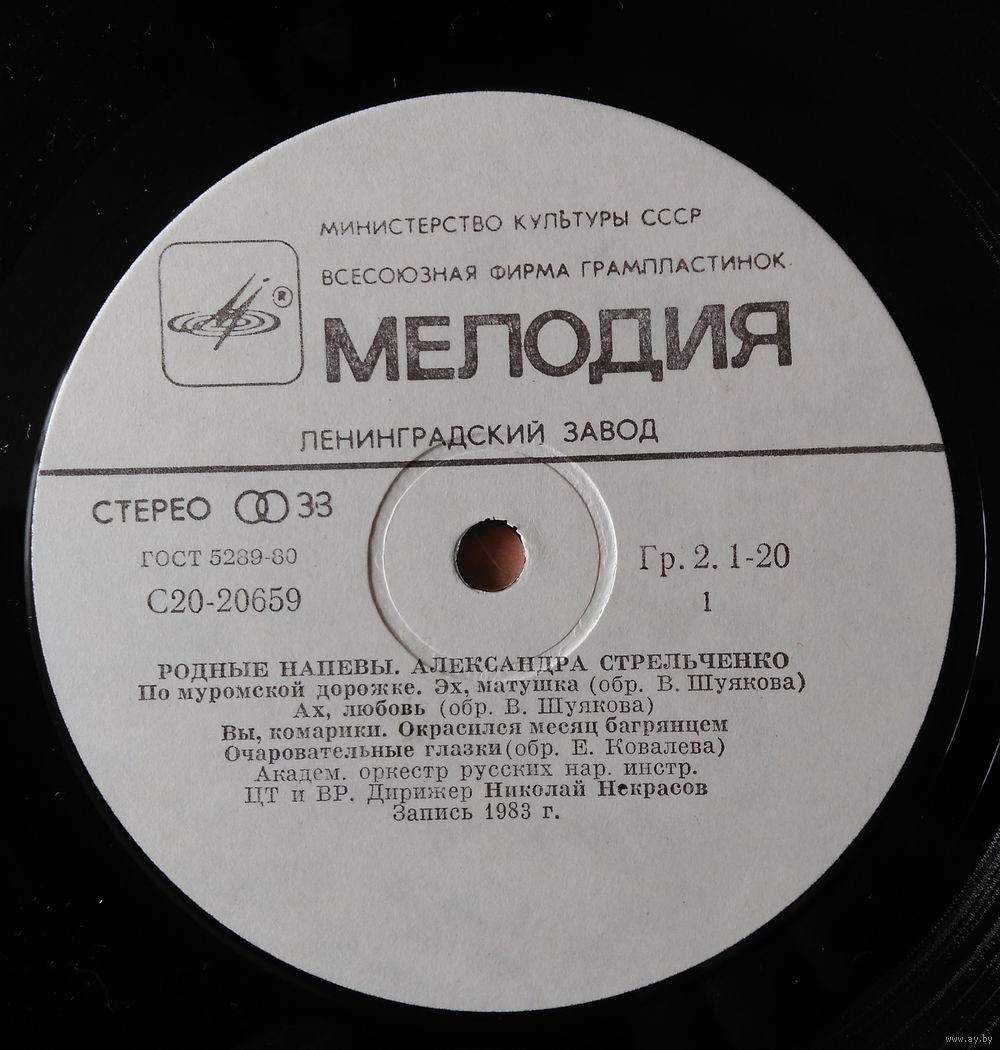 МИНИСТЕРСТВО КУЛЬТУРЫ СССР
ВСЕСОЮЗНАЯ ФИРМА ГРАМПЛАСТИНОК
®
МЕЛОДИЯ
ЛЕНИНГРАДСКИЙ ЗАВОД
СТЕРЕО 33
ГОСТ 5289-80
Гр. 2. 1-20
С20-20659
1
РОДНЫЕ НАПЕВЫ. АЛЕКСАНДРА СТРЕЛЬЧЕНКО
По муромской дорожке. Эх, матушка (обр. В. Шуякова)
Ах, любовь (обр. В. Шуякова)
Вы, комарики. Окрасился месяц багрянцем
Очаровательные глазки (обр. Е. Ковалева)
Академ. оркестр русских нар. инстр.
ЦТ и ВР. Дирижер Николай Некрасов
Запись 1983 г.
www.ay.by